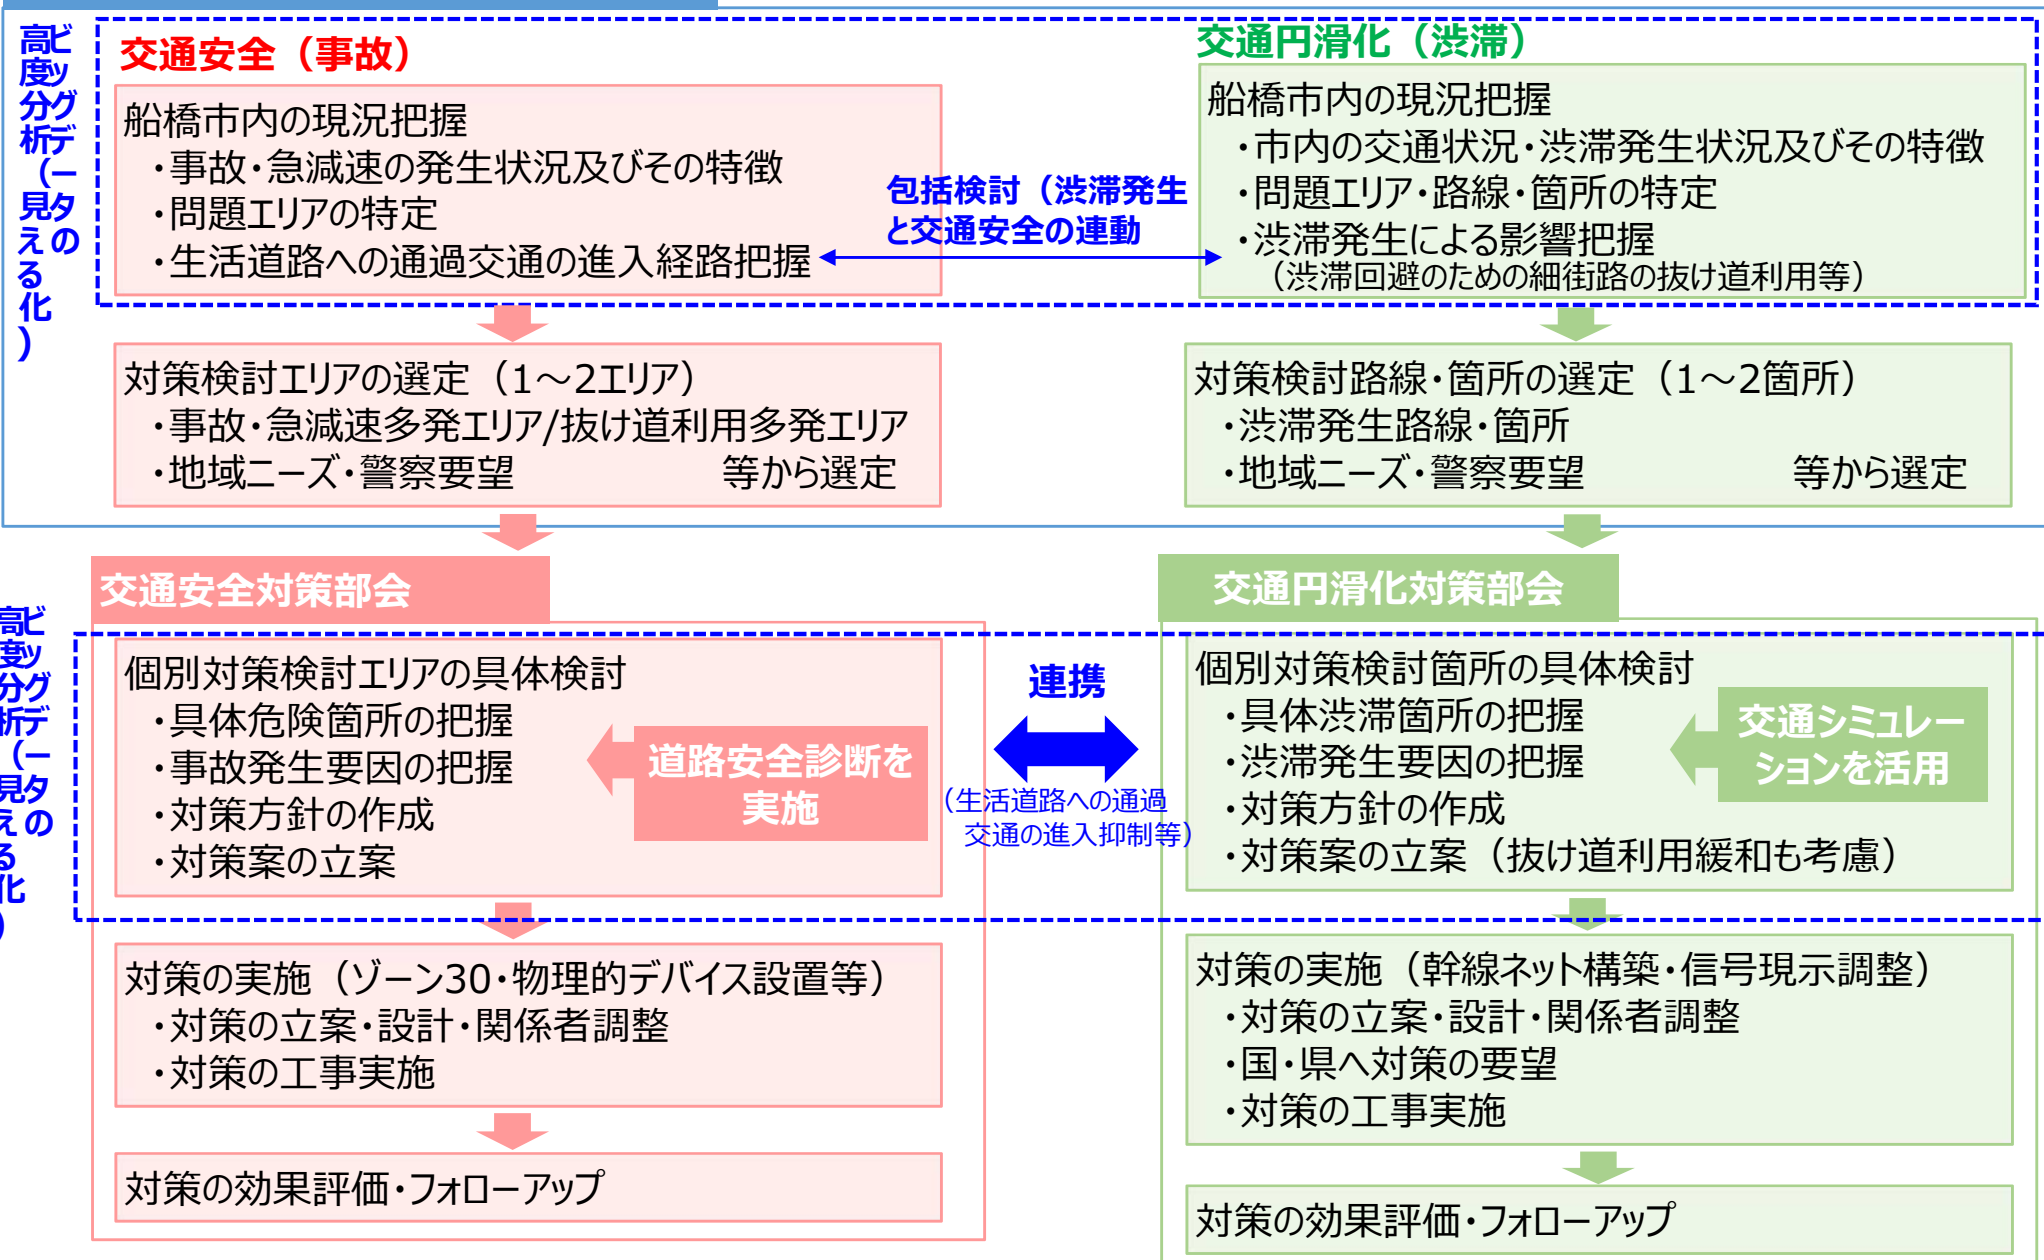 ビッグデータの
高度分析（見える化）
交通安全（事故）
船橋市内の現況把握
・事故・急減速の発生状況及びその特徴
・問題エリアの特定
・生活道路への通過交通の進入経路把握
包括検討（渋滞発生
と交通安全の連動
交通円滑化（渋滞）
船橋市内の現況把握
・市内の交通状況・渋滞発生状況及びその特徴
・問題エリア・路線・箇所の特定
・渋滞発生による影響把握
（渋滞回避のための細街路の抜け道利用等）
対策検討エリアの選定（1～2エリア）
・事故・急減速多発エリア/抜け道利用多発エリア
・地域ニーズ・警察要望　　　　　等から選定
対策検討路線・箇所の選定（1～2箇所）
・渋滞発生路線・箇所
・地域ニーズ・警察要望　　　　　等から選定
ビッグデータの
高度分析（見える化）
交通安全対策部会
個別対策検討エリアの具体検討
・具体危険箇所の把握
・事故発生要因の把握
・対策方針の作成
・対策案の立案
道路安全診断を
実施
連携
（生活道路への通過
交通の進入抑制等）
交通円滑化対策部会
個別対策検討箇所の具体検討
・具体渋滞箇所の把握
・渋滞発生要因の把握
・対策方針の作成
・対策案の立案（抜け道利用緩和も考慮）
交通シミュレー
ションを活用
対策の実施（ゾーン30・物理的デバイス設置等）
・対策の立案・設計・関係者調整
・対策の工事実施
対策の効果評価・フォローアップ
対策の実施（幹線ネット構築・信号現示調整）
・対策の立案・設計・関係者調整
・国・県へ対策の要望
・対策の工事実施
対策の効果評価・フォローアップ